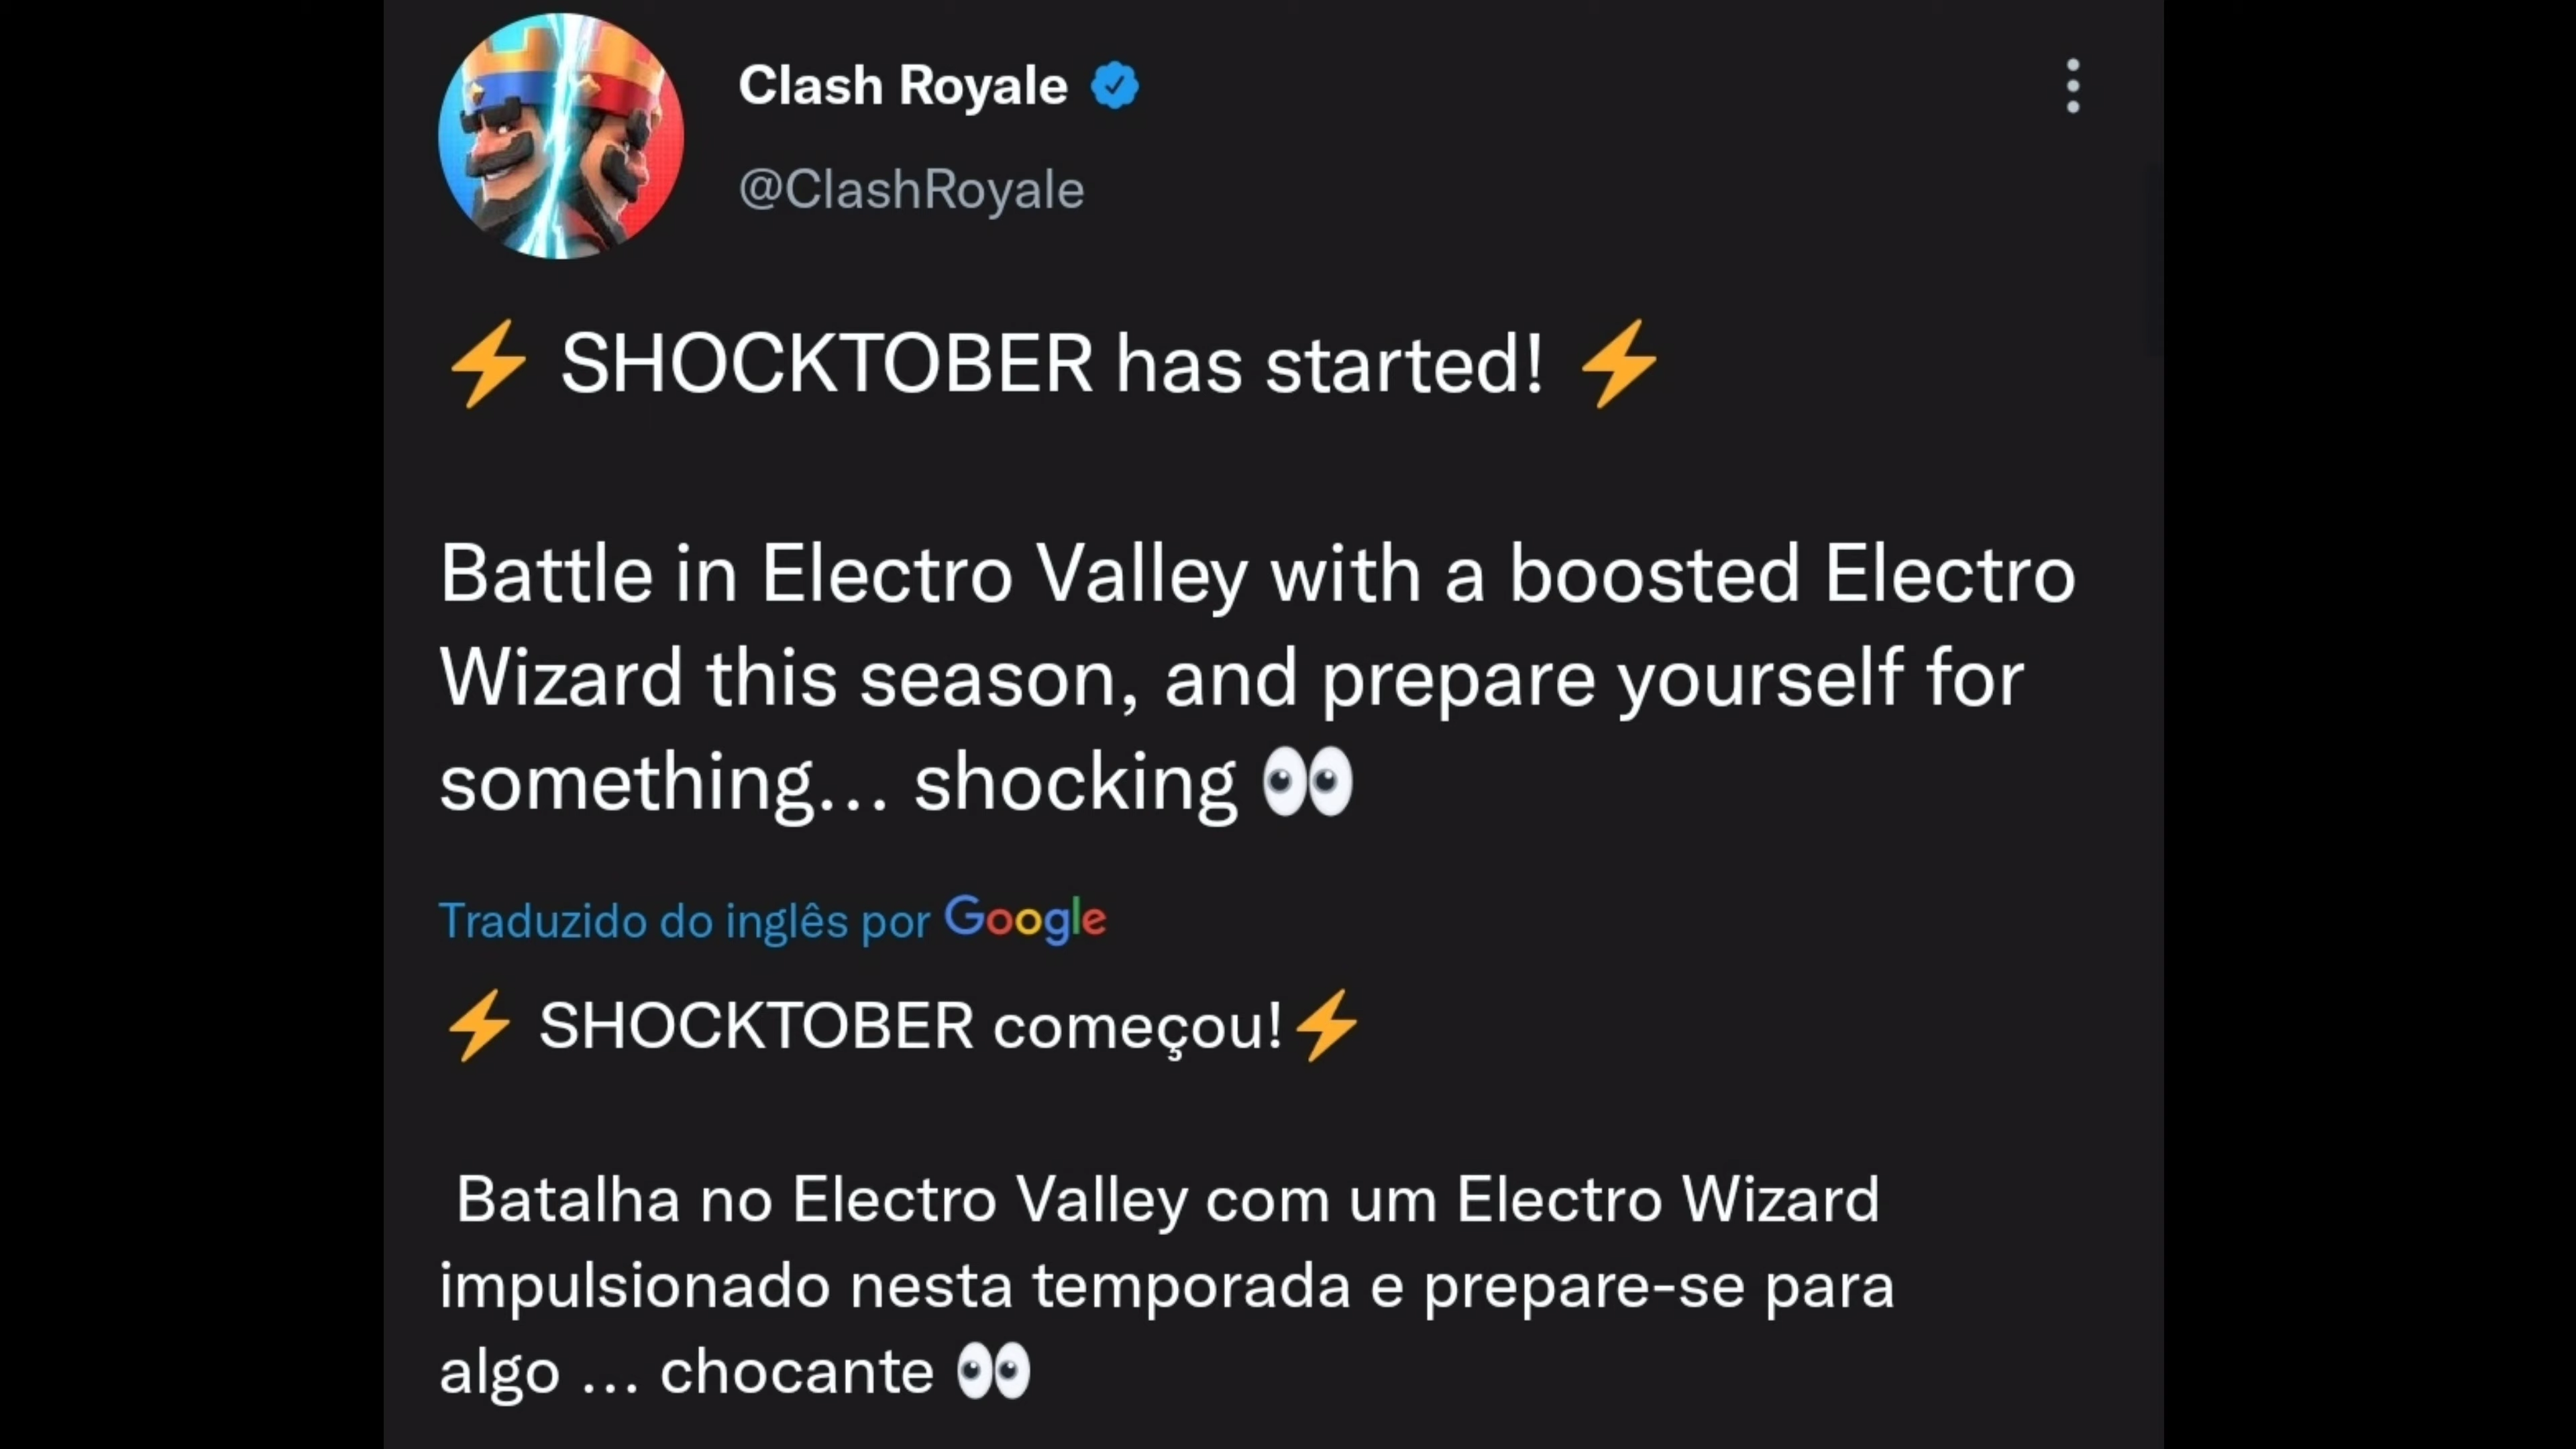 Clash Royale
@ClashRoyale
⚡ SHOCKTOBER has started! ⚡
Battle in Electro Valley with a boosted Electro
Wizard this season, and prepare yourself for
something... shocking 👀
Traduzido do inglês por Google
⚡ SHOCKTOBER começou!⚡
Batalha no Electro Valley com um Electro Wizard
impulsionado nesta temporada e prepare-se para
algo ... chocante 👀